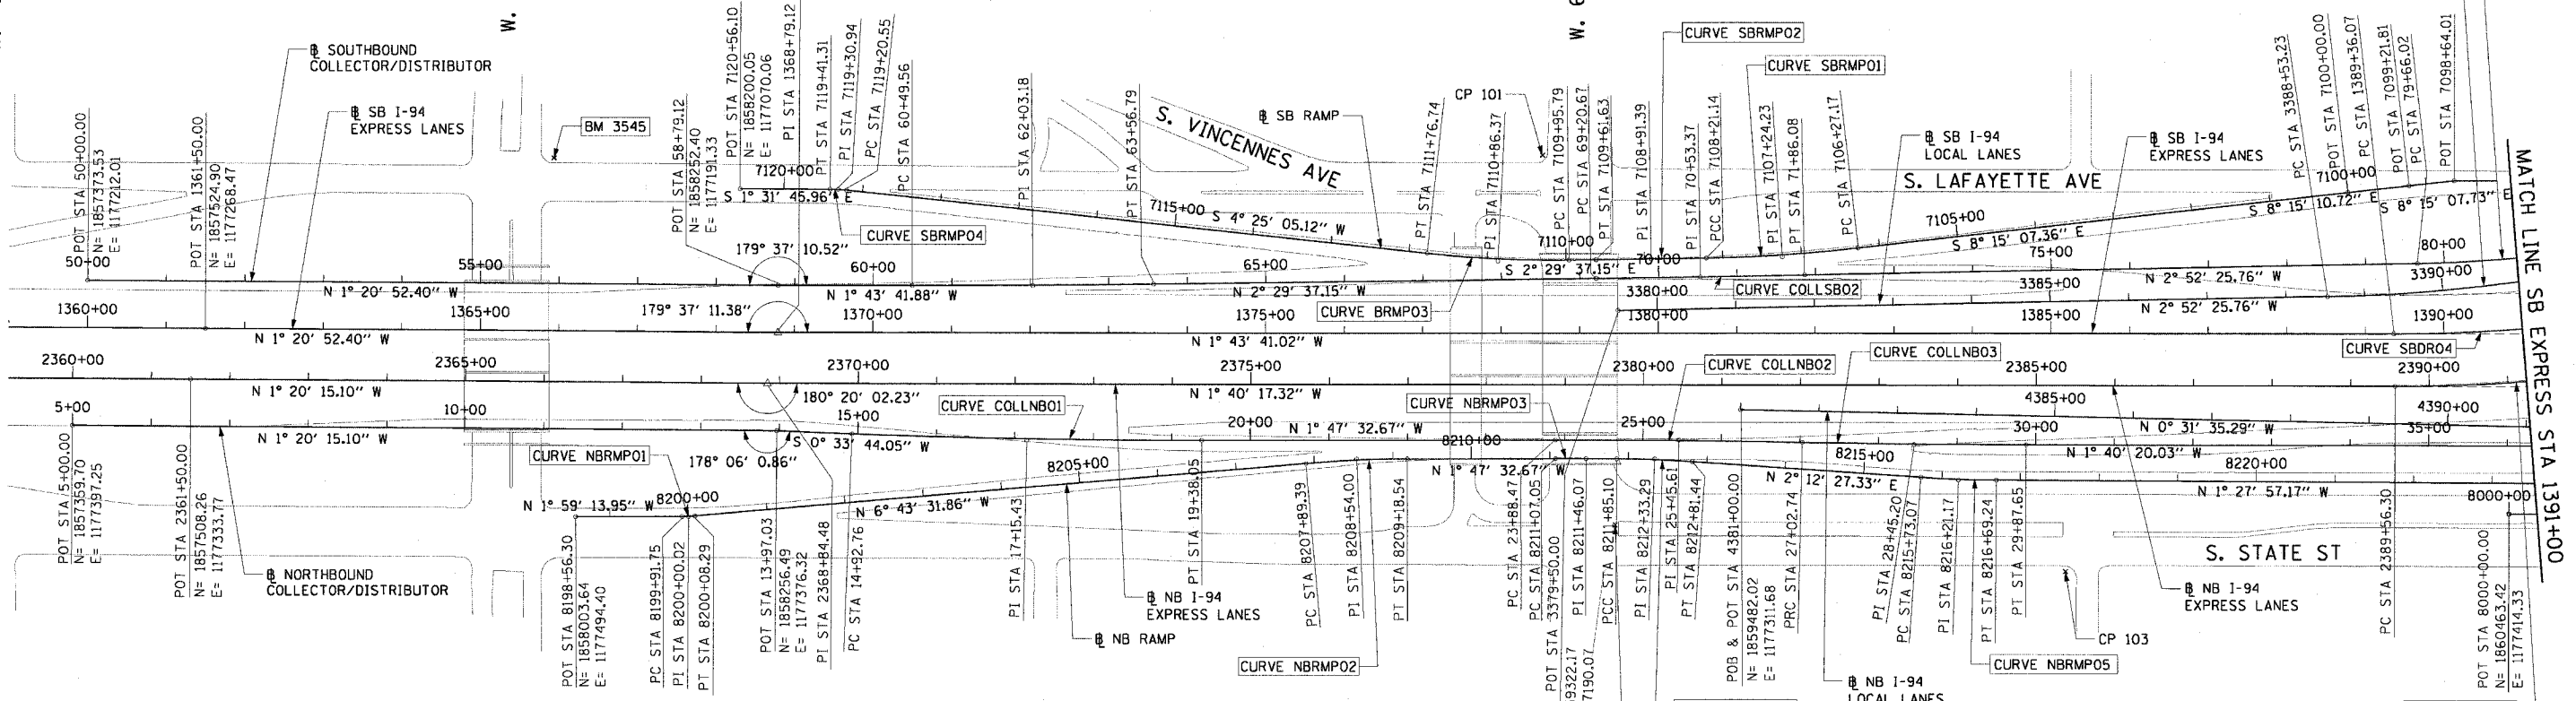 W.
W. 6
℄ SOUTHBOUND
COLLECTOR/DISTRIBUTOR
℄ SB I-94
EXPRESS LANES
BM 3545
POT STA 50+00.00
N= 1857373.53
E= 1177212.01
POT STA 1361+50.00
N= 1857524.90
E= 1177268.47
POT STA 58+79.12
N= 1858252.40
E= 1177191.33
POT STA 7120+56.10
N= 1858200.05
E= 1177070.06
PI STA 1368+79.12
PT STA 7119+41.31
PI STA 7119+30.94
PC STA 7119+20.55
PC STA 60+49.56
PI STA 62+03.18
PT STA 63+56.79
S. VINCENNES AVE
℄ SB RAMP
CP 101
PT STA 7111+76.74
PI STA 7110+86.37
PC STA 7109+95.79
PC STA 69+20.67
PT STA 7109+61.63
PI STA 7108+91.39
PI STA 70+53.37
PCC STA 7108+21.14
PI STA 7107+24.23
PT STA 71+86.08
PC STA 7106+27.17
CURVE SBRMP02
CURVE SBRMP01
℄ SB I-94
LOCAL LANES
℄ SB I-94
EXPRESS LANES
S. LAFAYETTE AVE
PC STA 3388+53.23
POT STA 7100+00.00
PC STA 1389+36.07
POT STA 7099+21.81
PC STA 79+66.02
POT STA 7098+64.01
MATCH LINE SB EXPRESS STA 1391+00
7120+00
S 1° 31' 45.96" E
CURVE SBRMP04
7115+00
S 4° 25' 05.12" W
7110+00
S 2° 29' 37.15" E
7105+00
S 8° 15' 07.36" E
7100+00
S 8° 15' 10.72" E
S 8° 15' 07.73" E
50+00
55+00
179° 37' 10.52"
60+00
65+00
70+00
75+00
80+00
N 1° 20' 52.40" W
N 1° 43' 41.88" W
N 2° 29' 37.15" W
CURVE COLLSB02
N 2° 52' 25.76" W
3380+00
3385+00
3390+00
N 2° 52' 25.76" W
1360+00
1365+00
179° 37' 11.38"
1370+00
1375+00
CURVE BRMP03
1380+00
1385+00
1390+00
N 1° 20' 52.40" W
N 1° 43' 41.02" W
CURVE SBDR04
2360+00
2365+00
2370+00
2375+00
2380+00
2385+00
2390+00
CURVE COLLNB02
CURVE COLLNB03
N 1° 20' 15.10" W
180° 20' 02.23"
N 1° 40' 17.32" W
4385+00
4390+00
N 0° 31' 35.29" W
5+00
10+00
15+00
CURVE COLLNB01
20+00
N 1° 47' 32.67" W
CURVE NBRMP03
25+00
30+00
35+00
N 1° 20' 15.10" W
S 0° 33' 44.05" W
178° 06' 0.86"
N 1° 40' 20.03" W
CURVE NBRMP01
8200+00
8205+00
8210+00
8215+00
8220+00
N 1° 59' 13.95" W
N 6° 43' 31.86" W
N 1° 47' 32.67" W
N 2° 12' 27.33" E
N 1° 27' 57.17" W
8000+00
POT STA 5+00.00
N= 1857359.70
E= 1177397.25
POT STA 2361+50.00
N= 1857508.26
E= 1177333.77
℄ NORTHBOUND
COLLECTOR/DISTRIBUTOR
POT STA 8198+56.30
N= 1858003.64
E= 1177494.40
PC STA 8199+91.75
PI STA 8200+00.02
PT STA 8200+08.29
POT STA 13+97.03
N= 1858256.49
E= 1177376.32
PI STA 2368+84.48
PC STA 14+92.76
PI STA 17+15.43
℄ NB RAMP
℄ NB I-94
EXPRESS LANES
PT STA 19+38.05
CURVE NBRMP02
PC STA 8207+89.39
PI STA 8208+54.00
PT STA 8209+18.54
PC STA 23+88.47
PC STA 8211+07.05
POT STA 3379+50.00
59322.17
7190.07
PI STA 8211+46.07
PCC STA 8211+85.10
PI STA 8212+33.29
PI STA 25+45.61
PT STA 8212+81.44
POB & POT STA 4381+00.00
N= 1859482.02
E= 1177311.68
PRC STA 27+02.74
℄ NB I-94
LOCAL LANES
PI STA 28+45.20
PC STA 8215+73.07
PI STA 8216+21.17
PT STA 8216+69.24
PT STA 29+87.65
CURVE NBRMP05
CP 103
℄ NB I-94
EXPRESS LANES
S. STATE ST
PC STA 2389+56.30
POT STA 8000+00.00
N= 1860463.42
E= 1177414.33